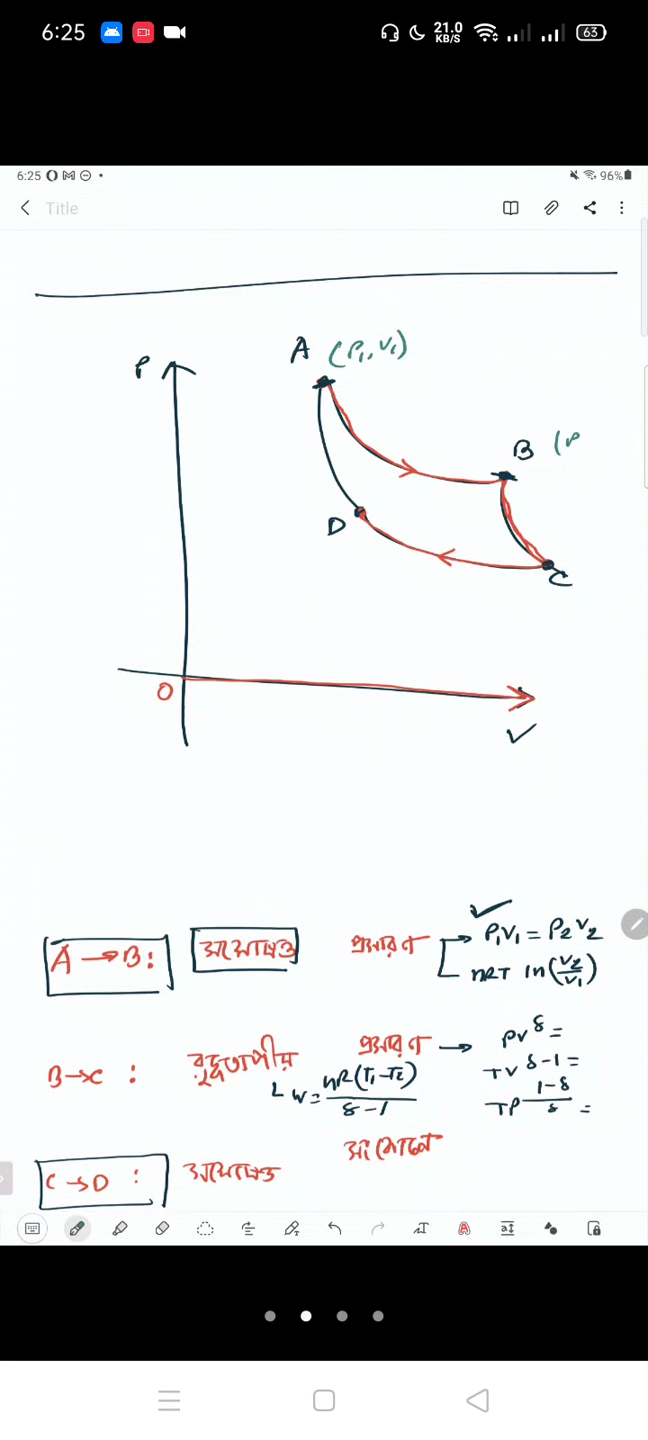 6:25 21.0 KB/S 63
6:25 96%
Title
A (P₁, V₁)
P
B (P
D
C
O
V
A → B: সমোষ্ণ প্রসারণ → P₁V₁ = P₂V₂
nRT ln(V₂/V₁)
B→C : রুদ্ধতাপীয় প্রসারণ → PV^γ =
W = nR(T₁-T₂)/γ-1 TV^γ-1 =
TP^1-γ/γ =
C→D : সমোষ্ণ